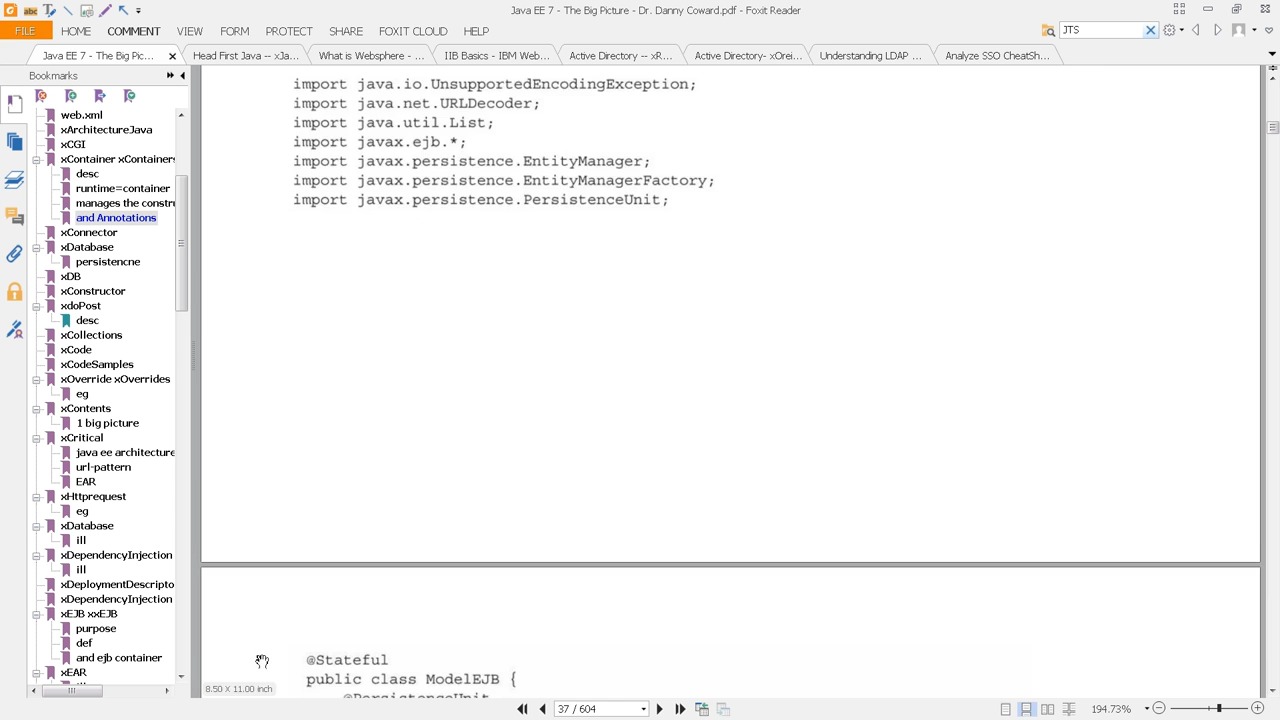 Java EE 7 - The Big Picture - Dr. Danny Coward.pdf - Foxit Reader
FILE HOME COMMENT VIEW FORM PROTECT SHARE FOXIT CLOUD HELP JTS
Java EE 7 - The Big Pic... Head First Java -- xJa... What is Websphere - ... IIB Basics - IBM Web... Active Directory -- xR... Active Directory- xOrei... Understanding LDAP ... Analyze SSO CheatSh...
Bookmarks
web.xml
xArchitectureJava
xCGI
xContainer xContainers
desc
runtime=container
manages the constru
and Annotations
xConnector
xDatabase
persistencne
xDB
xConstructor
xdoPost
desc
xCollections
xCode
xCodeSamples
xOverride xOverrides
eg
xContents
1 big picture
xCritical
java ee architecture
url-pattern
EAR
xHttprequest
eg
xDatabase
ill
xDependencyInjection
ill
xDeploymentDescripto
xDependencyInjection
xEJB xxEJB
purpose
def
and ejb container
xEAR
import java.io.UnsupportedEncodingException;
import java.net.URLDecoder;
import java.util.List;
import javax.ejb.*;
import javax.persistence.EntityManager;
import javax.persistence.EntityManagerFactory;
import javax.persistence.PersistenceUnit;
@Stateful
public class ModelEJB {
@PersistenceUnit
8.50 X 11.00 inch
37 / 604
194.73%